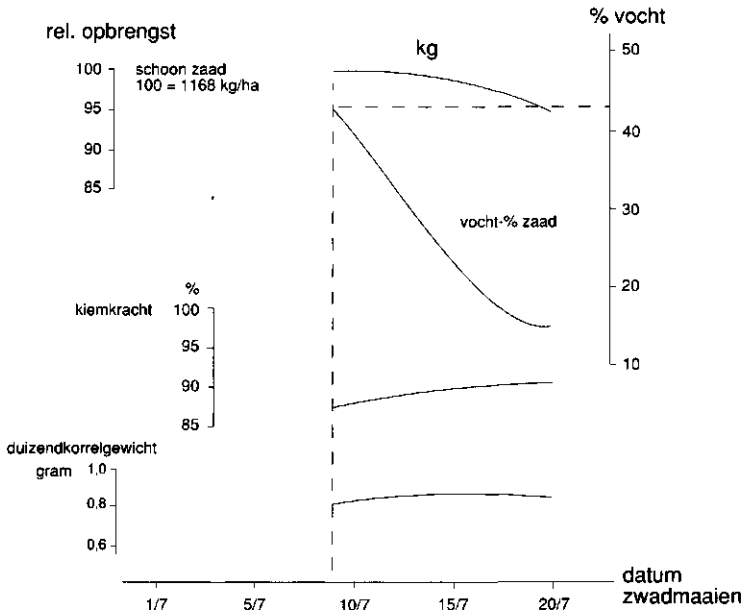 rel. opbrengst
% vocht
kg
50
100
schoon zaad
100 = 1168 kg/ha
95
90
85
40
30
vocht-% zaad
20
10
%
kiemkracht
100
95
90
85
duizendkorrelgewicht
gram
1,0
0,8
0,6
1/7
5/7
10/7
15/7
20/7
datum
zwadmaaien